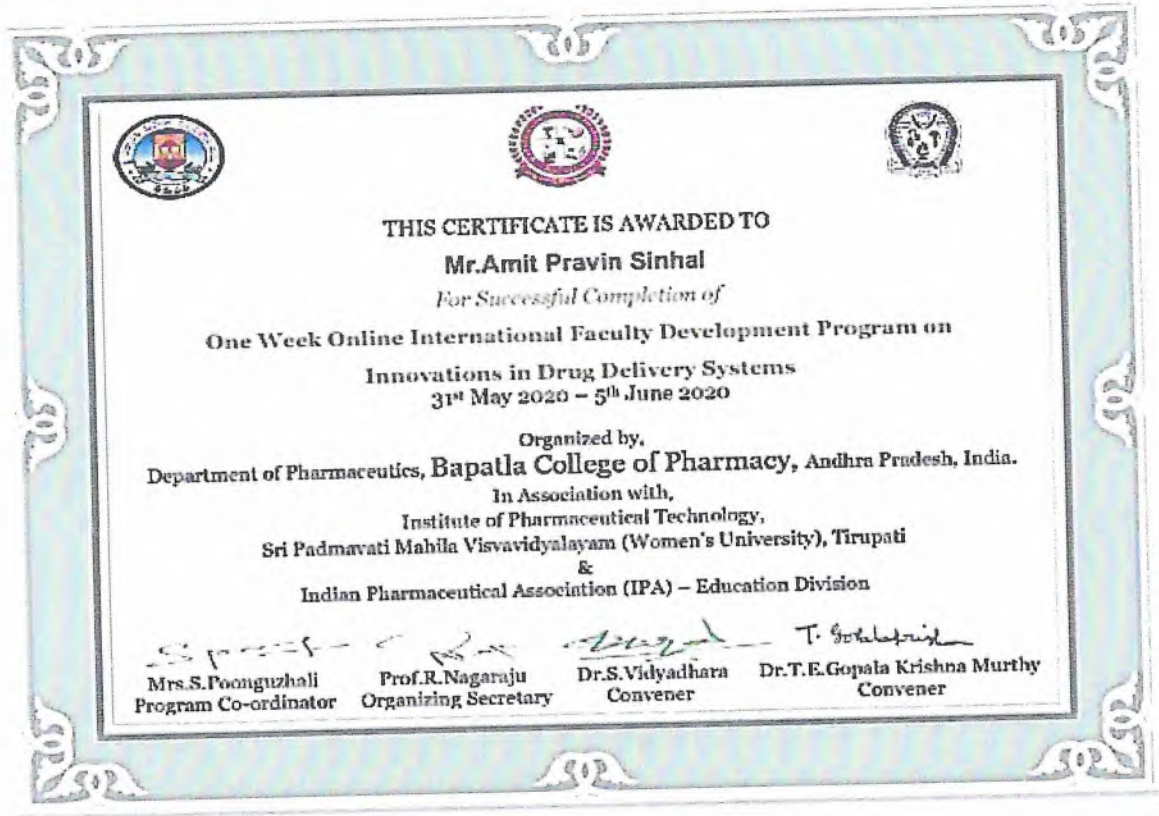 THIS CERTIFICATE IS AWARDED TO
Mr.Amit Pravin Sinhal
For Successful Completion of
One Week Online International Faculty Development Program on
Innovations in Drug Delivery Systems
31st May 2020 – 5th June 2020
Organized by,
Department of Pharmaceutics, Bapatla College of Pharmacy, Andhra Pradesh, India.
In Association with,
Institute of Pharmaceutical Technology,
Sri Padmavati Mahila Visvavidyalayam (Women's University), Tirupati
&
Indian Pharmaceutical Association (IPA) – Education Division
Mrs.S.Poonguzhali Prof.R.Nagaraju Dr.S.Vidyadhara Dr.T.E.Gopala Krishna Murthy
Program Co-ordinator Organizing Secretary Convener Convener